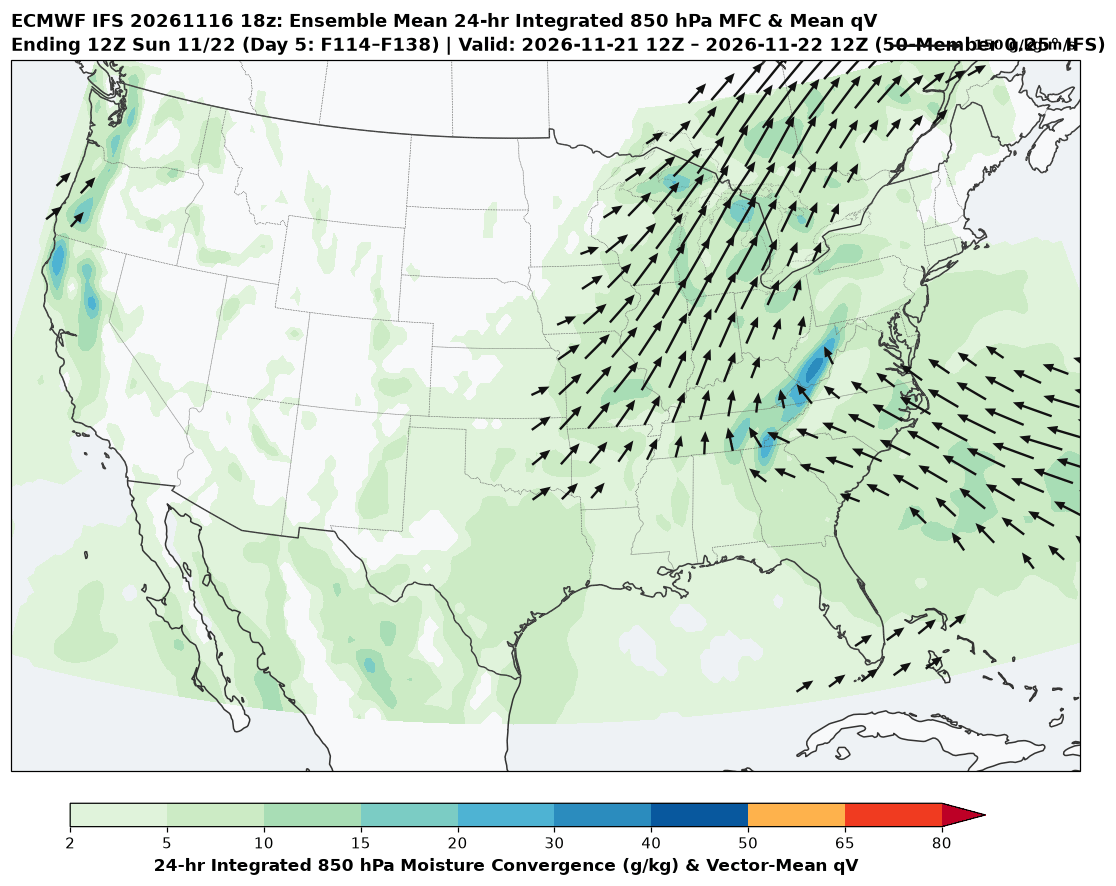 ECMWF IFS 20261116 18z: Ensemble Mean 24-hr Integrated 850 hPa MFC & Mean qV
Ending 12Z Sun 11/22 (Day 5: F114–F138) | Valid: 2026-11-21 12Z – 2026-11-22 12Z (50-Member 0.25° IFS)
150 g/kg·m/s
2 5 10 15 20 30 40 50 65 80
24-hr Integrated 850 hPa Moisture Convergence (g/kg) & Vector-Mean qV